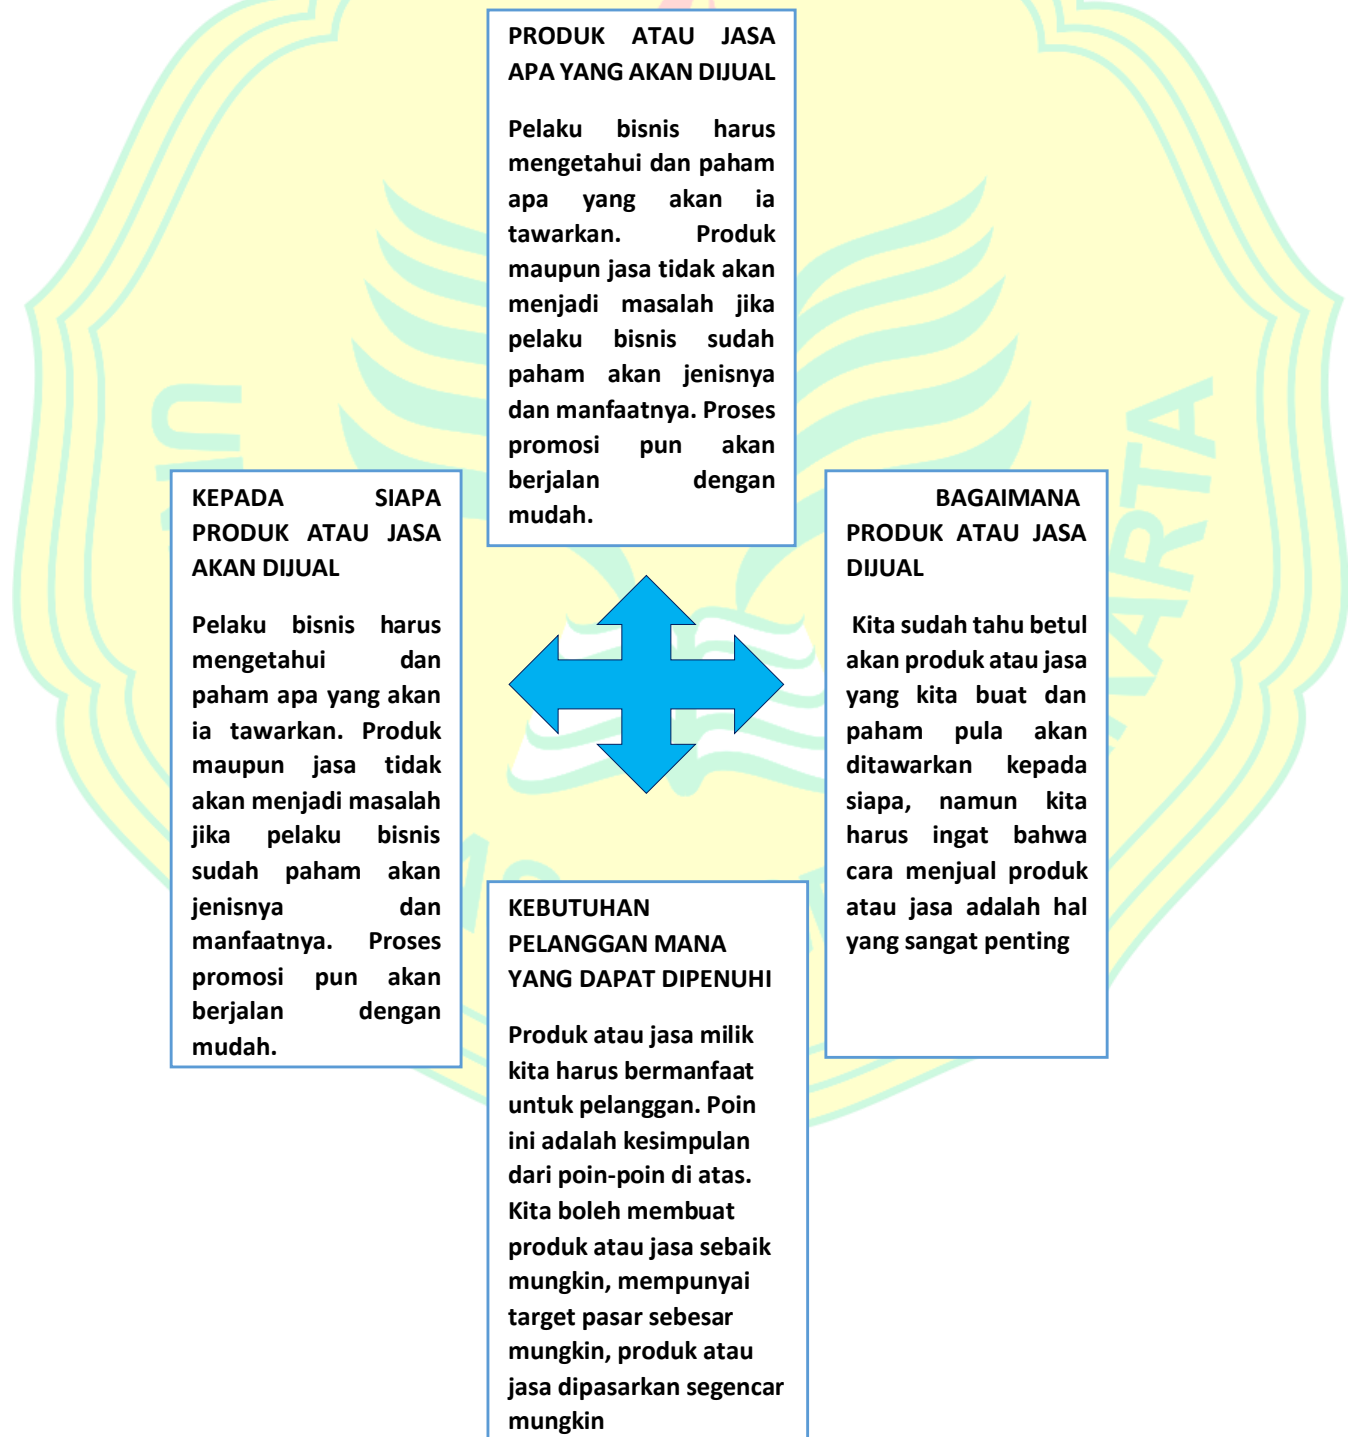 PRODUK ATAU JASA
APA YANG AKAN DIJUAL
Pelaku bisnis harus
mengetahui dan paham
apa yang akan ia
tawarkan. Produk
maupun jasa tidak akan
menjadi masalah jika
pelaku bisnis sudah
paham akan jenisnya
dan manfaatnya. Proses
promosi pun akan
berjalan dengan
mudah.
KEPADA SIAPA
PRODUK ATAU JASA
AKAN DIJUAL
Pelaku bisnis harus
mengetahui dan
paham apa yang akan
ia tawarkan. Produk
maupun jasa tidak
akan menjadi masalah
jika pelaku bisnis
sudah paham akan
jenisnya dan
manfaatnya. Proses
promosi pun akan
berjalan dengan
mudah.
BAGAIMANA
PRODUK ATAU JASA
DIJUAL
Kita sudah tahu betul
akan produk atau jasa
yang kita buat dan
paham pula akan
ditawarkan kepada
siapa, namun kita
harus ingat bahwa
cara menjual produk
atau jasa adalah hal
yang sangat penting
KEBUTUHAN
PELANGGAN MANA
YANG DAPAT DIPENUHI
Produk atau jasa milik
kita harus bermanfaat
untuk pelanggan. Poin
ini adalah kesimpulan
dari poin-poin di atas.
Kita boleh membuat
produk atau jasa sebaik
mungkin, mempunyai
target pasar sebesar
mungkin, produk atau
jasa dipasarkan segencar
mungkin